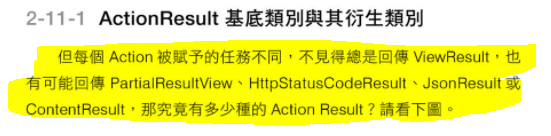 2-11-1 ActionResult 基底類別與其衍生類別
但每個 Action 被賦予的任務不同，不見得總是回傳 ViewResult，也
有可能回傳 PartialResultView、HttpStatusCodeResult、JsonResult 或
ContentResult，那究竟有多少種的 Action Result？請看下圖。